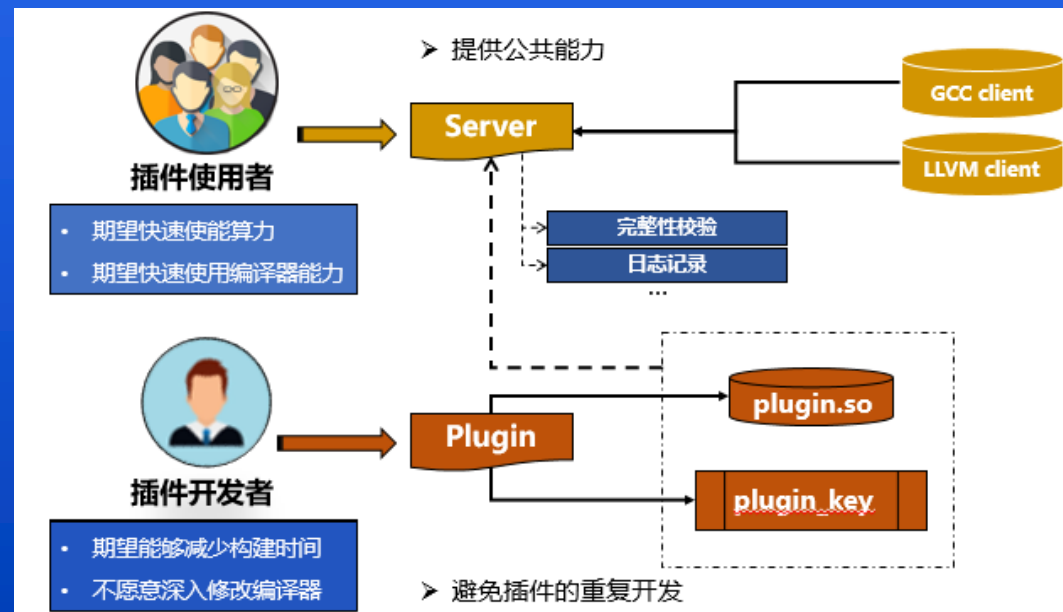 ➢ 提供公共能力
GCC client
Server
LLVM client
插件使用者
• 期望快速使能算力
• 期望快速使用编译器能力
完整性校验
日志记录
...
plugin.so
Plugin
plugin_key
插件开发者
• 期望能够减少构建时间
• 不愿意深入修改编译器
➢ 避免插件的重复开发